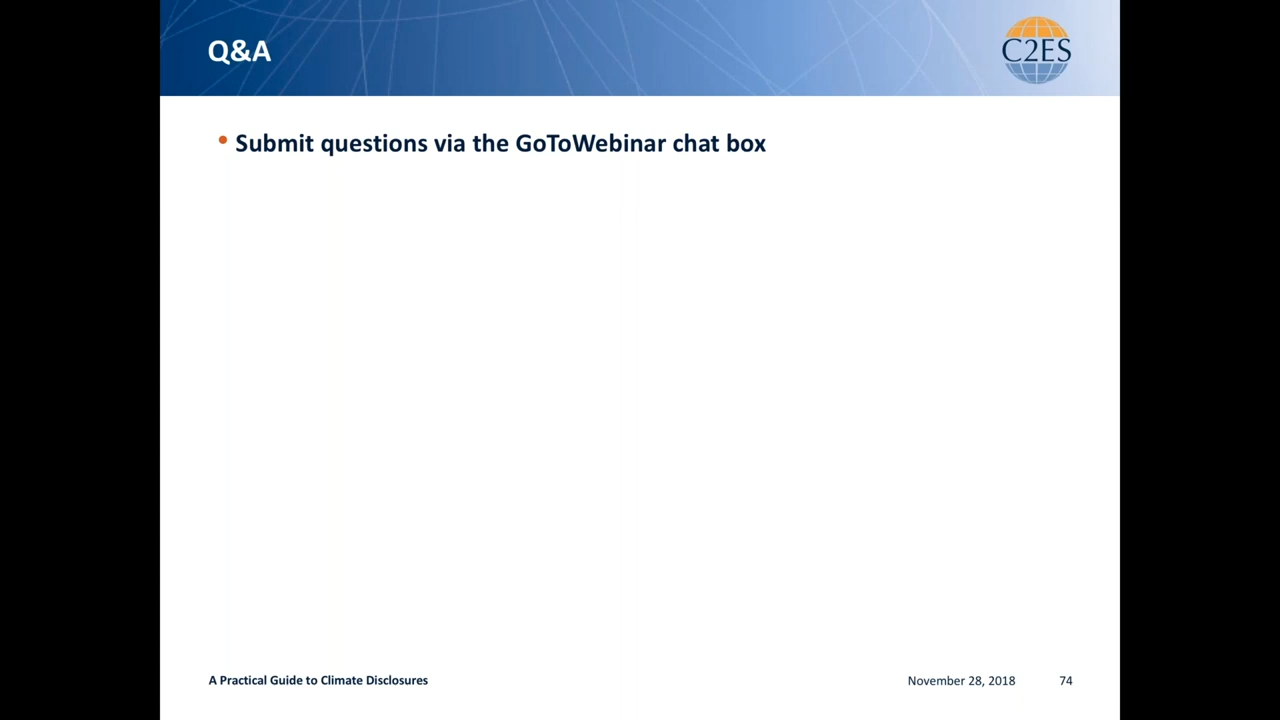 Q&A
C2ES
• Submit questions via the GoToWebinar chat box
A Practical Guide to Climate Disclosures
November 28, 2018
74